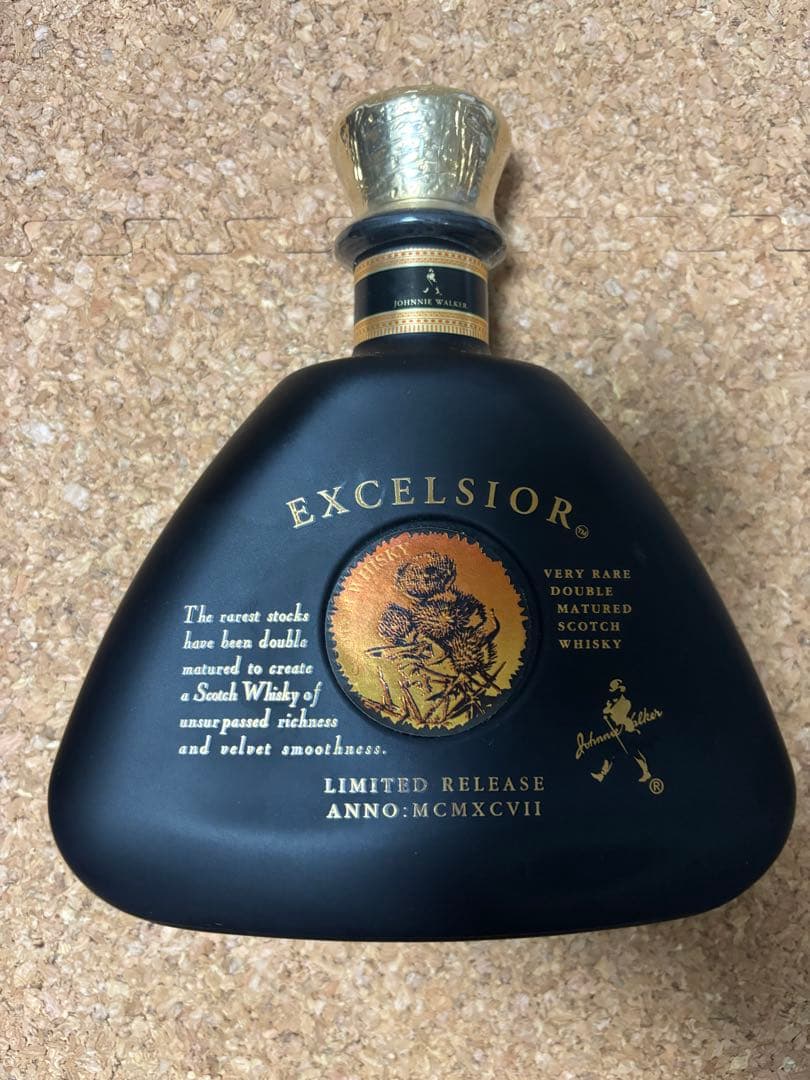 JOHNNIE WALKER
EXCELSIOR™
WHISKY
VERY RARE
DOUBLE
MATURED
SCOTCH
WHISKY
The rarest stocks
have been double
matured to create
a Scotch Whisky of
unsurpassed richness
and velvet smoothness.
Johnnie Walker
®
LIMITED RELEASE
ANNO:MCMXCVII